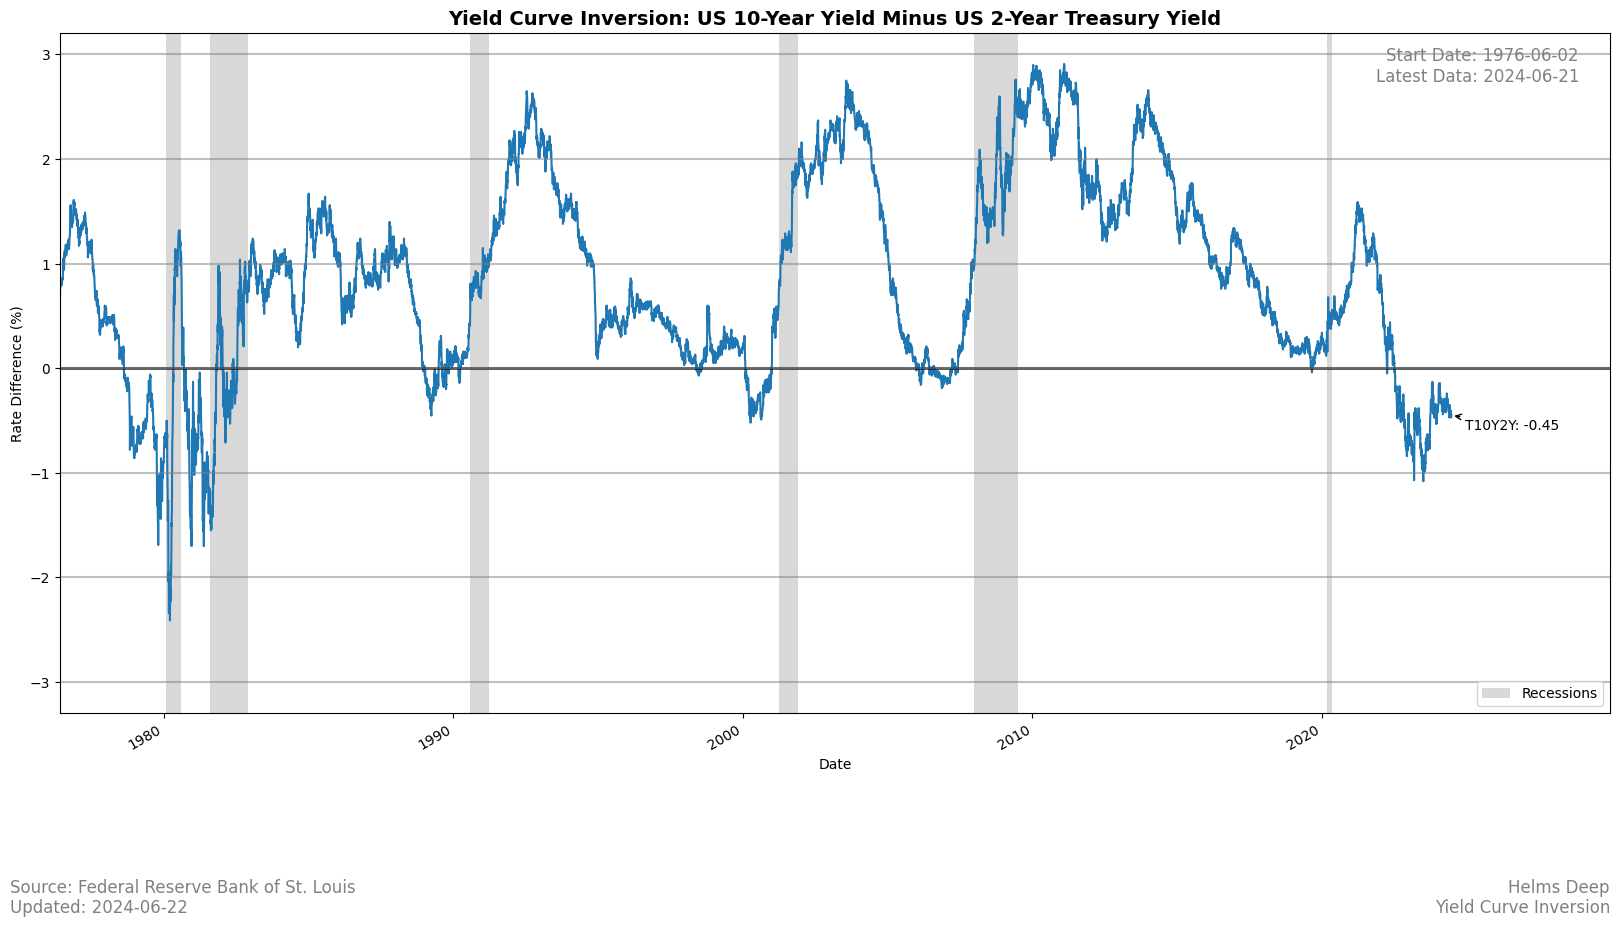 Yield Curve Inversion: US 10-Year Yield Minus US 2-Year Treasury Yield
Start Date: 1976-06-02
Latest Data: 2024-06-21
3
2
1
0
−1
−2
−3
Rate Difference (%)
T10Y2Y: -0.45
Recessions
1980
1990
2000
2010
2020
Date
Source: Federal Reserve Bank of St. Louis
Updated: 2024-06-22
Helms Deep
Yield Curve Inversion